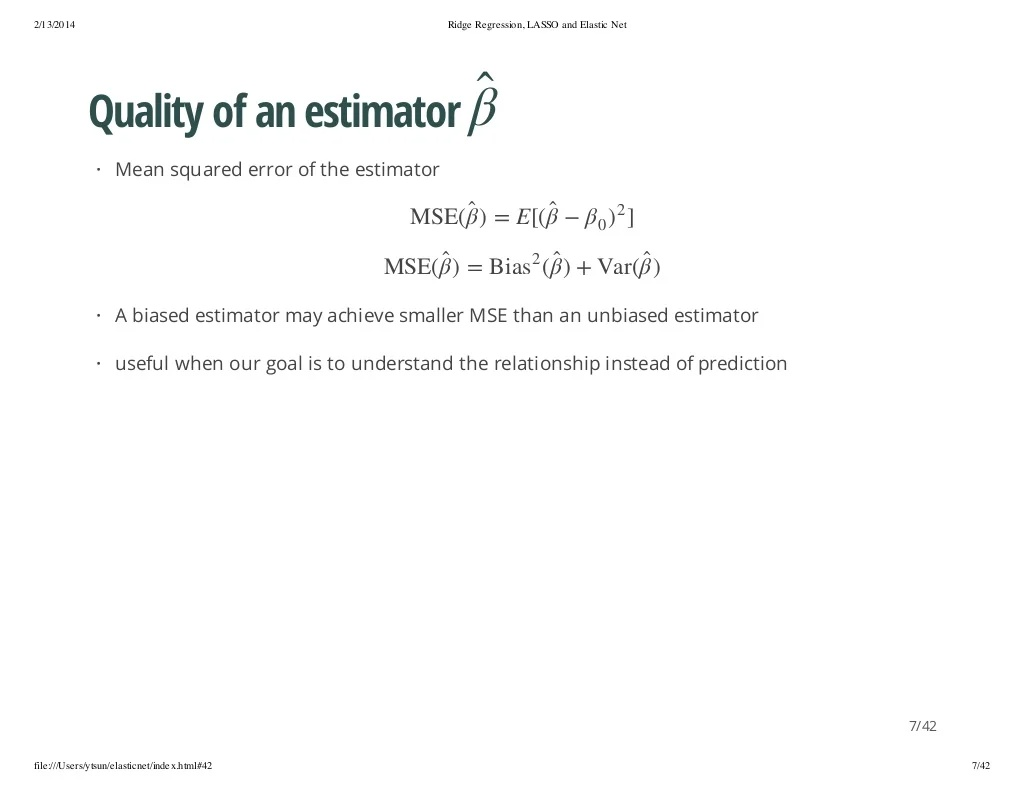 2/13/2014 Ridge Regression, LASSO and Elastic Net
Quality of an estimator β̂
· Mean squared error of the estimator
MSE(β̂) = E[(β̂ − β₀)²]
MSE(β̂) = Bias²(β̂) + Var(β̂)
· A biased estimator may achieve smaller MSE than an unbiased estimator
· useful when our goal is to understand the relationship instead of prediction
7/42
file:///Users/ytsun/elasticnet/index.html#42 7/42